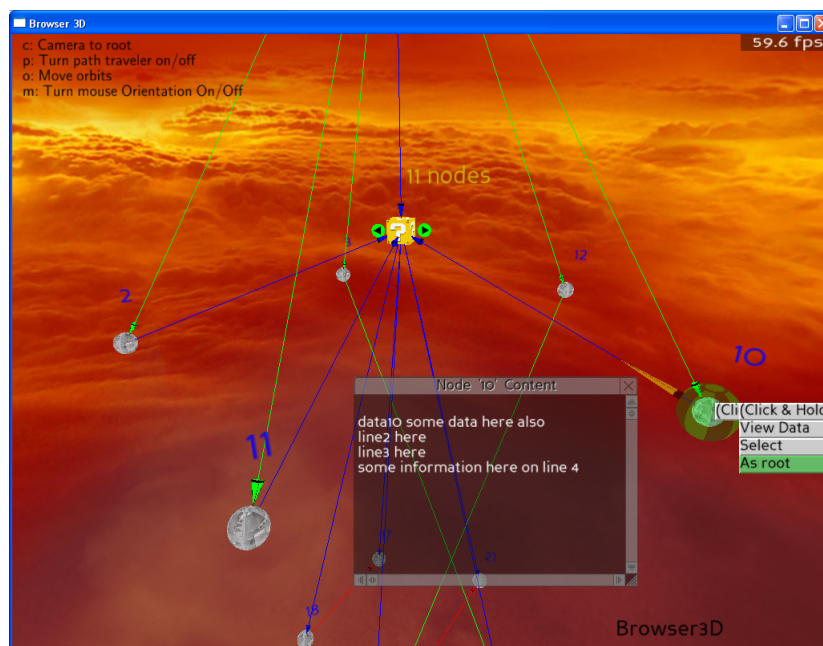 Browser 3D
59.6 fps
c: Camera to root
p: Turn path traveler on/off
o: Move orbits
m: Turn mouse Orientation On/Off
11 nodes
12
2
10
Node '10' Content
(Cli(Click & Hold
View Data
data10 some data here also
line2 here
Select
11
line3 here
As root
some information here on line 4
17
21
18
Browser3D